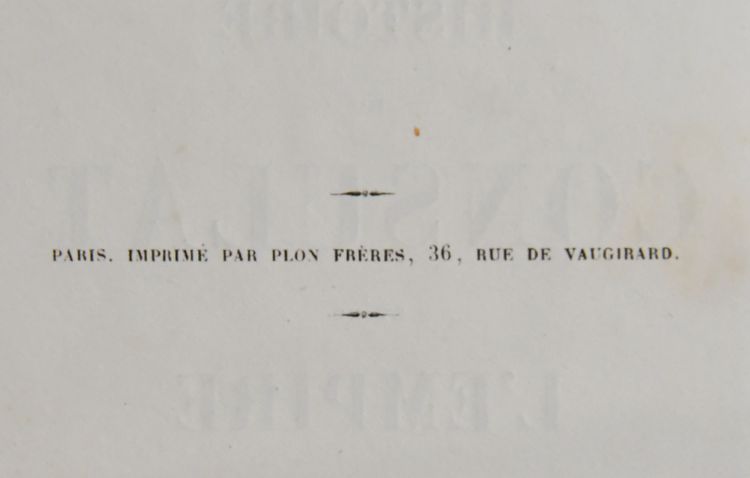 PARIS. IMPRIMÉ PAR PLON FRÈRES, 36, RUE DE VAUGIRARD.